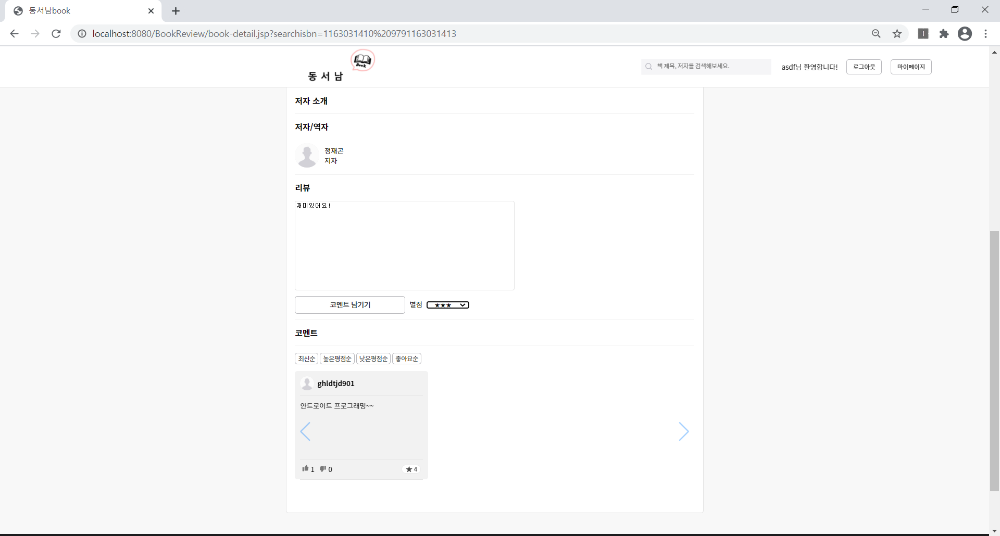 동서남book
localhost:8080/BookReview/book-detail.jsp?searchisbn=1163031410%209791163031413
Book
동 서 남
책 제목, 저자를 검색해보세요.
asdf님 환영합니다!
로그아웃
마이페이지
저자 소개
저자/역자
정재곤
저자
리뷰
재미있어요!
코멘트 남기기
별점 ★★★
코멘트
최신순 높은평점순 낮은평점순 좋아요순
ghldtjd901
안드로이드 프로그래밍~~
1 0 ★ 4